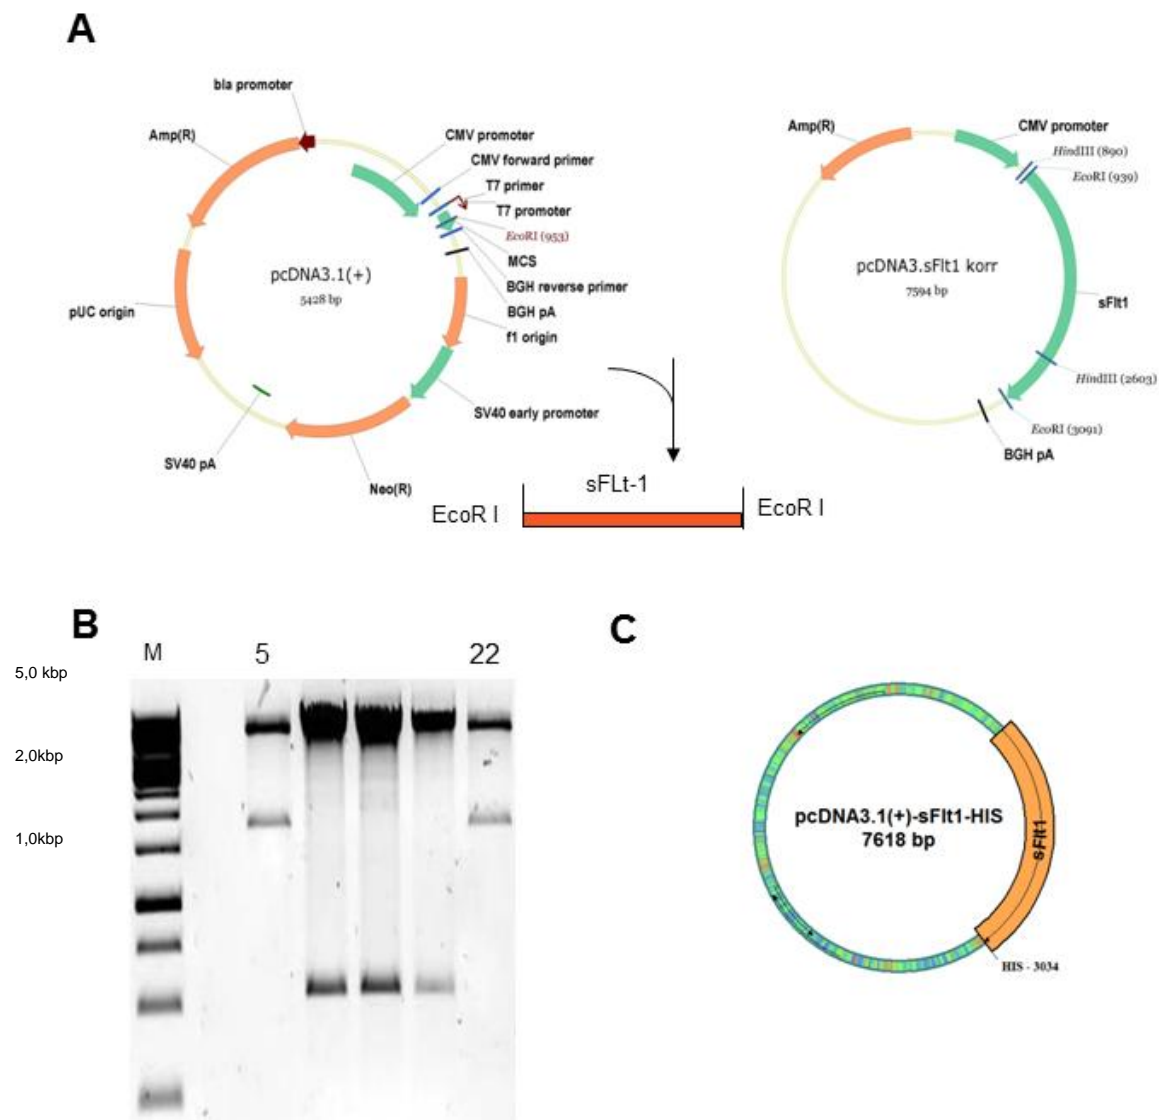 A
bla promoter
Amp(R)
CMV promoter
CMV forward primer
T7 primer
T7 promoter
EcoRI (953)
MCS
BGH reverse primer
BGH pA
f1 origin
pcDNA3.1(+)
5428 bp
pUC origin
SV40 early promoter
SV40 pA
Neo(R)
Amp(R)
CMV promoter
HindIII (890)
EcoRI (939)
pcDNA3.sFlt1 korr
7594 bp
sFlt1
HindIII (2603)
EcoRI (3091)
BGH pA
sFLt-1
EcoR I
EcoR I
B
M
5
22
5,0 kbp
2,0kbp
1,0kbp
C
pcDNA3.1(+)-sFlt1-HIS
7618 bp
sFlt1
HIS - 3034